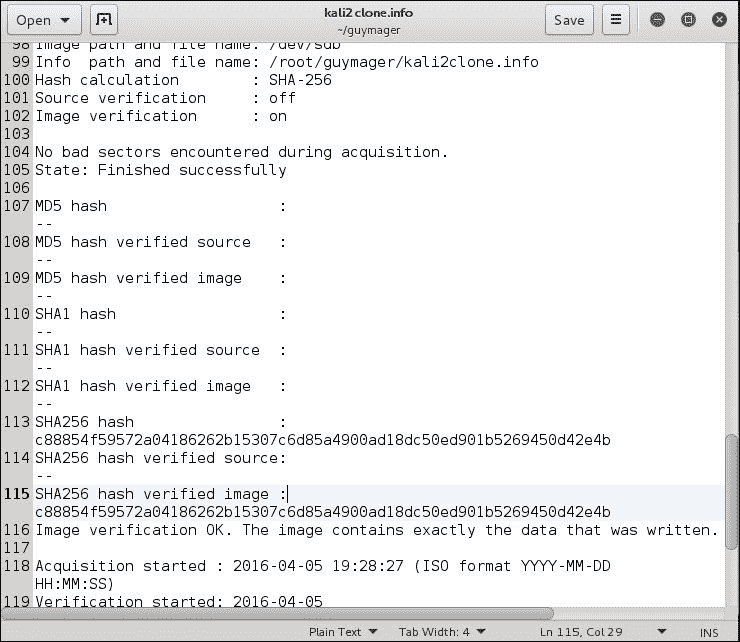 Open
kali2clone.info
~/guymager
Save
98 Image path and file name: /dev/sdb
99 Info  path and file name: /root/guymager/kali2clone.info
100 Hash calculation        : SHA-256
101 Source verification     : off
102 Image verification      : on
103
104 No bad sectors encountered during acquisition.
105 State: Finished successfully
106
107 MD5 hash                   :
--
108 MD5 hash verified source   :
--
109 MD5 hash verified image    :
--
110 SHA1 hash                  :
--
111 SHA1 hash verified source  :
--
112 SHA1 hash verified image   :
--
113 SHA256 hash                :
c88854f59572a04186262b15307c6d85a4900ad18dc50ed901b5269450d42e4b
114 SHA256 hash verified source:
--
115 SHA256 hash verified image :
c88854f59572a04186262b15307c6d85a4900ad18dc50ed901b5269450d42e4b
116 Image verification OK. The image contains exactly the data that was written.
117
118 Acquisition started : 2016-04-05 19:28:27 (ISO format YYYY-MM-DD
HH:MM:SS)
119 Verification started: 2016-04-05
Plain Text   Tab Width: 4   Ln 115, Col 29   INS